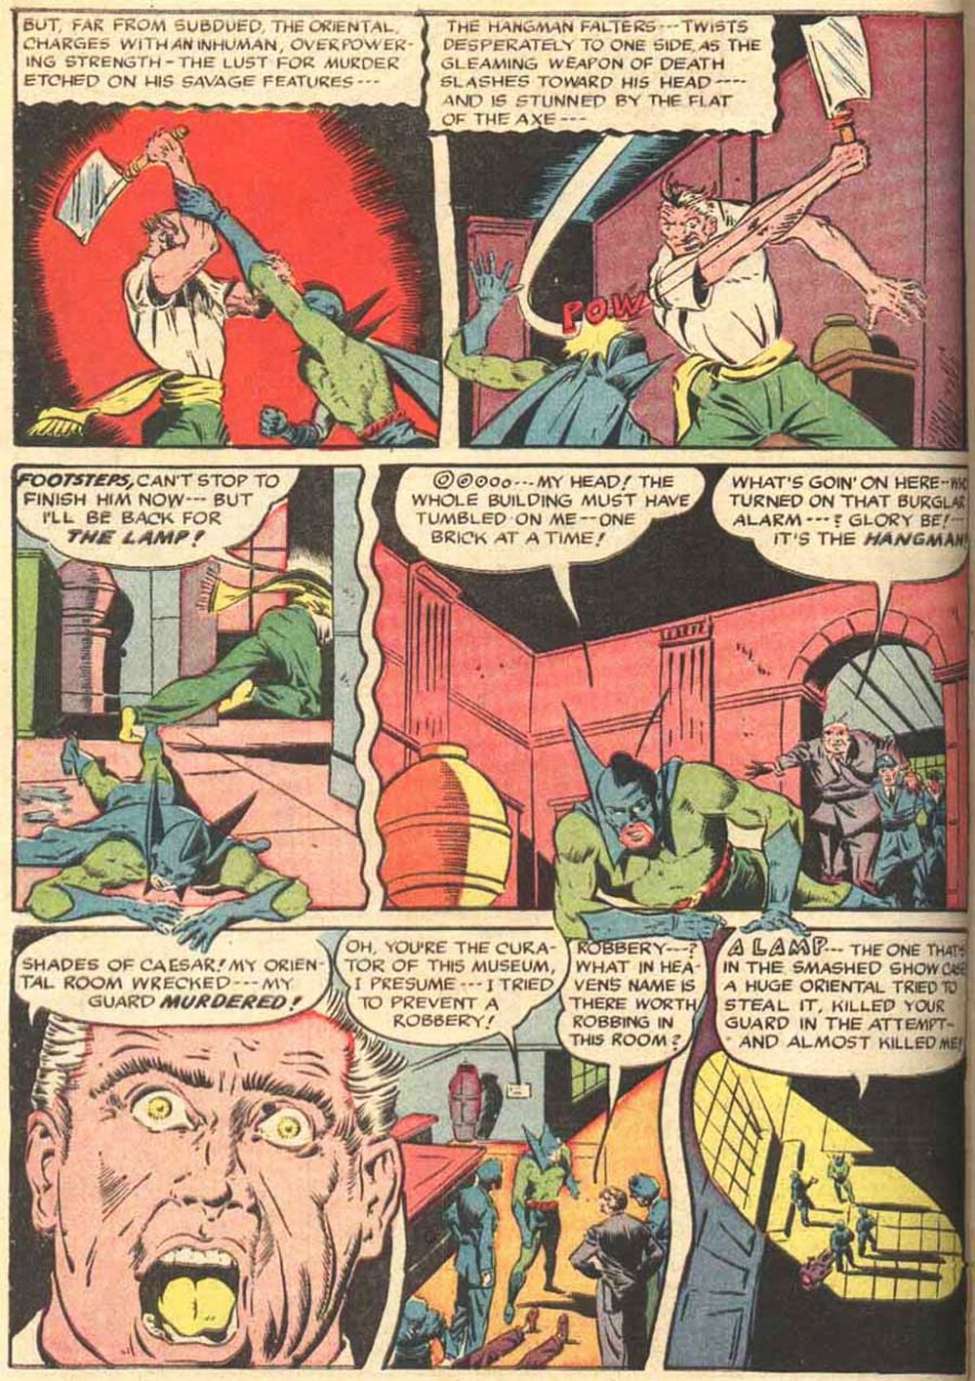 BUT, FAR FROM SUBDUED, THE ORIENTAL,
CHARGES WITH AN INHUMAN, OVERPOWER-
ING STRENGTH - THE LUST FOR MURDER
ETCHED ON HIS SAVAGE FEATURES ---
THE HANGMAN FALTERS --- TWISTS
DESPERATELY TO ONE SIDE, AS THE
GLEAMING WEAPON OF DEATH
SLASHES TOWARD HIS HEAD ----
AND IS STUNNED BY THE FLAT
OF THE AXE ---
POW
FOOTSTEPS, CAN'T STOP TO
FINISH HIM NOW --- BUT
I'LL BE BACK FOR
THE LAMP!
OOOoo --- MY HEAD! THE
WHOLE BUILDING MUST HAVE
TUMBLED ON ME -- ONE
BRICK AT A TIME!
WHAT'S GOIN' ON HERE -- WHO
TURNED ON THAT BURGLAR
ALARM ---? GLORY BE! --
IT'S THE HANGMAN!
SHADES OF CAESAR! MY ORIEN-
TAL ROOM WRECKED --- MY
GUARD MURDERED!
OH, YOU'RE THE CURA-
TOR OF THIS MUSEUM,
I PRESUME --- I TRIED
TO PREVENT A
ROBBERY!
ROBBERY ---?
WHAT IN HEA-
VEN'S NAME IS
THERE WORTH
ROBBING IN
THIS ROOM?
A LAMP --- THE ONE THAT'S
IN THE SMASHED SHOW CASE
A HUGE ORIENTAL TRIED TO
STEAL IT, KILLED YOUR
GUARD IN THE ATTEMPT -
- AND ALMOST KILLED ME!